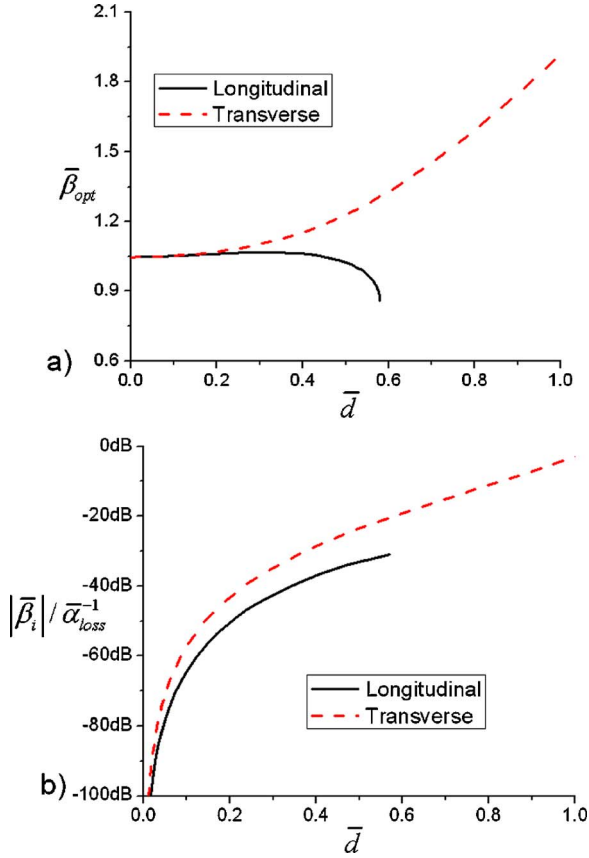 2.1
1.8
1.5
1.2
0.9
0.6
β̄opt
Longitudinal
Transverse
a)
0.0 0.2 0.4 0.6 0.8 1.0
d̄
0dB
-20dB
-40dB
-60dB
-80dB
-100dB
|β̄i| / ᾱ⁻¹loss
Longitudinal
Transverse
b)
0.0 0.2 0.4 0.6 0.8 1.0
d̄